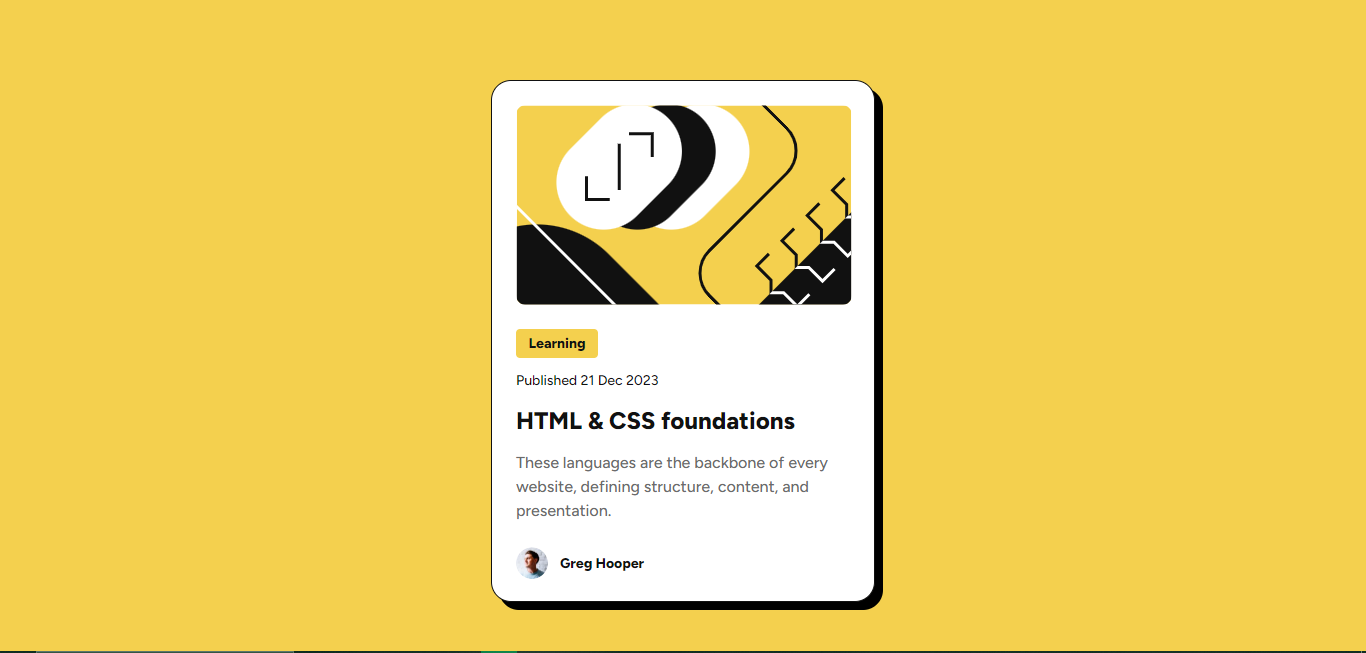 Learning
Published 21 Dec 2023
HTML & CSS foundations
These languages are the backbone of every
website, defining structure, content, and
presentation.
Greg Hooper